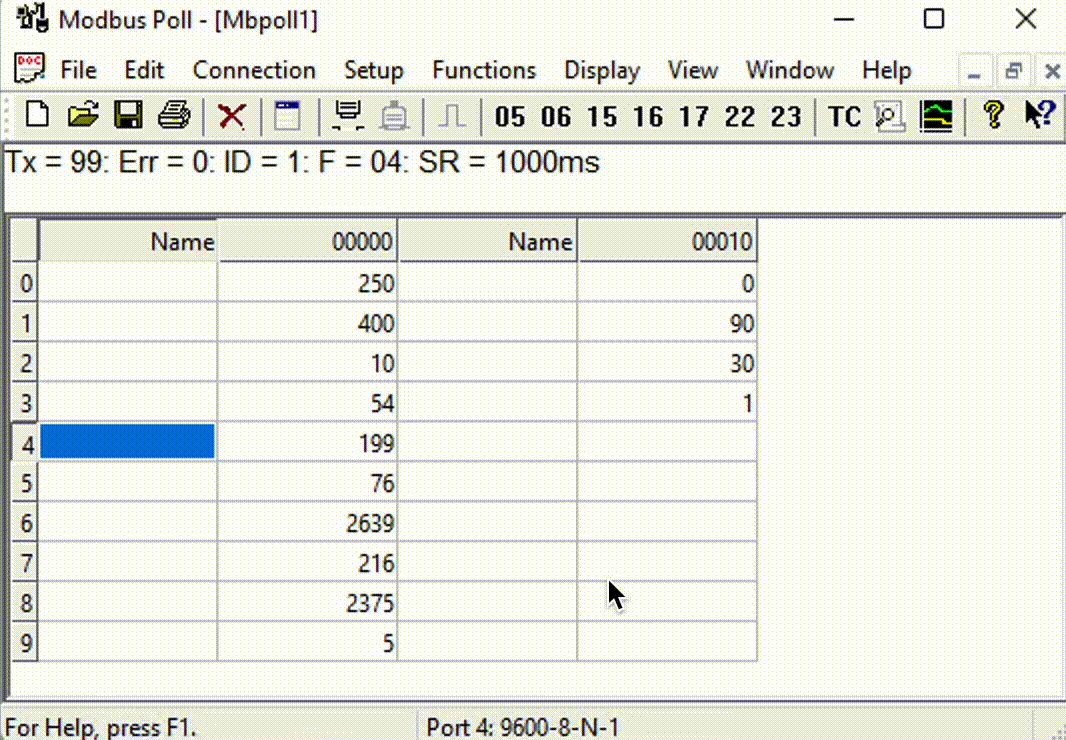 Modbus Poll - [Mbpoll1]
File Edit Connection Setup Functions Display View Window Help
05 06 15 16 17 22 23 TC
Tx = 99: Err = 0: ID = 1: F = 04: SR = 1000ms
Name 00000 Name 00010
0 250 0
1 400 90
2 10 30
3 54 1
4 199
5 76
6 2639
7 216
8 2375
9 5
For Help, press F1. Port 4: 9600-8-N-1